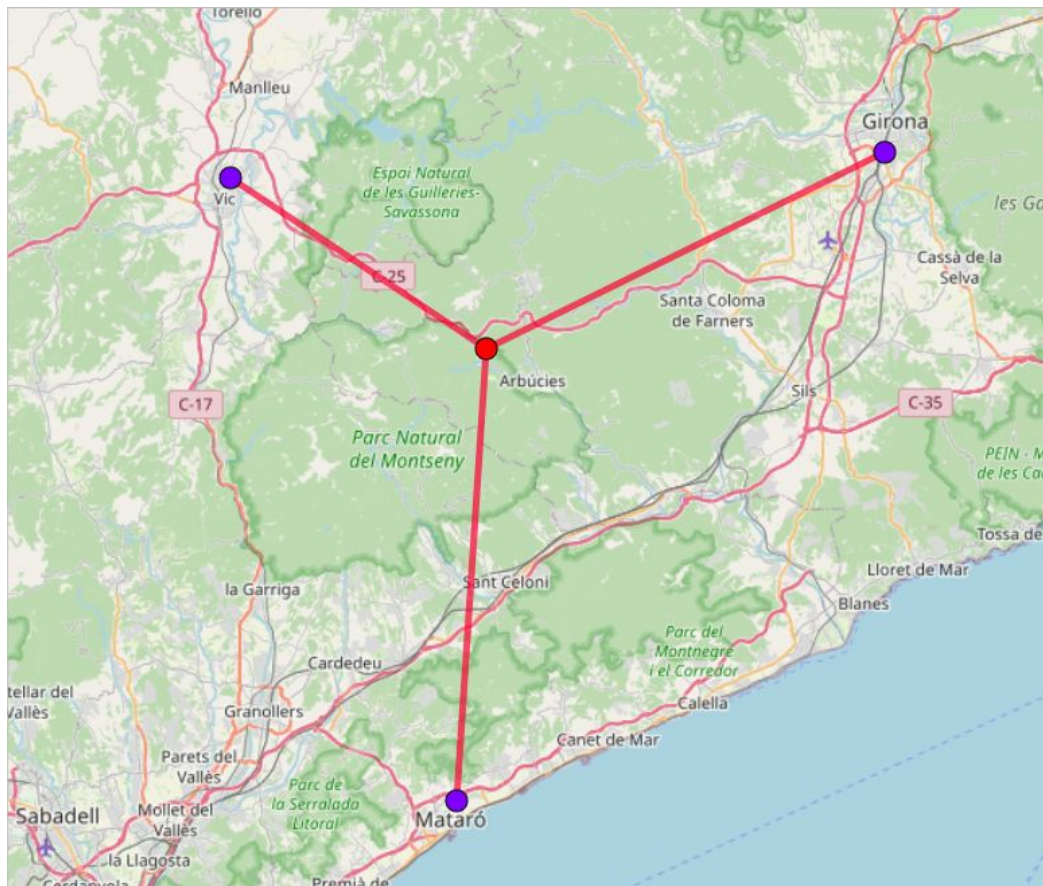 Torelló
Manlleu
Girona
Espai Natural
de les Guilleries-
Savassona
Vic
les Ga
C-25
Cassà de la
Selva
Santa Coloma
de Farners
Arbúcies
Sils
C-17
C-35
Parc Natural
del Montseny
PEIN - M
de les Ca
Tossa de
Sant Celoni
la Garriga
Lloret de Mar
Blanes
Parc del
Montnegre
i el Corredor
Cardedeu
tellar del
Vallès
Calella
Granollers
Canet de Mar
Parets del
Vallès
Parc de
la Serralada
Litoral
Sabadell
Mollet del
Vallès
Mataró
la Llagosta
Premià de
Cerdanyola